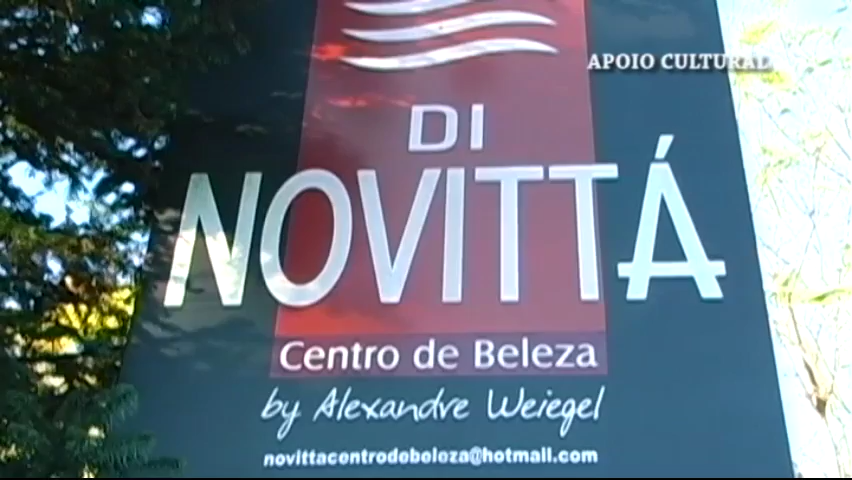 APOIO CULTURAL
DI
NOVITTÁ
Centro de Beleza
by Alexandre Weiegel
novittacentrodebeleza@hotmail.com